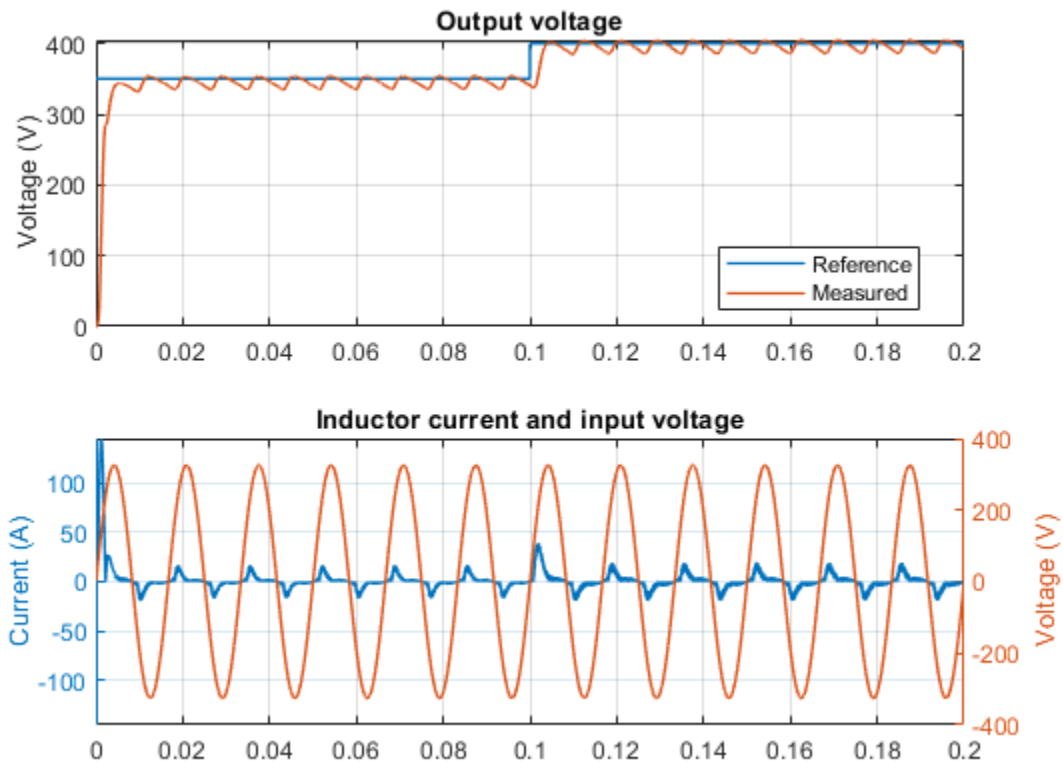 Output voltage
400
300
200
100
0
Voltage (V)
Reference
Measured
0 0.02 0.04 0.06 0.08 0.1 0.12 0.14 0.16 0.18 0.2
Inductor current and input voltage
100
50
0
-50
-100
Current (A)
400
200
0
-200
-400
Voltage (V)
0 0.02 0.04 0.06 0.08 0.1 0.12 0.14 0.16 0.18 0.2